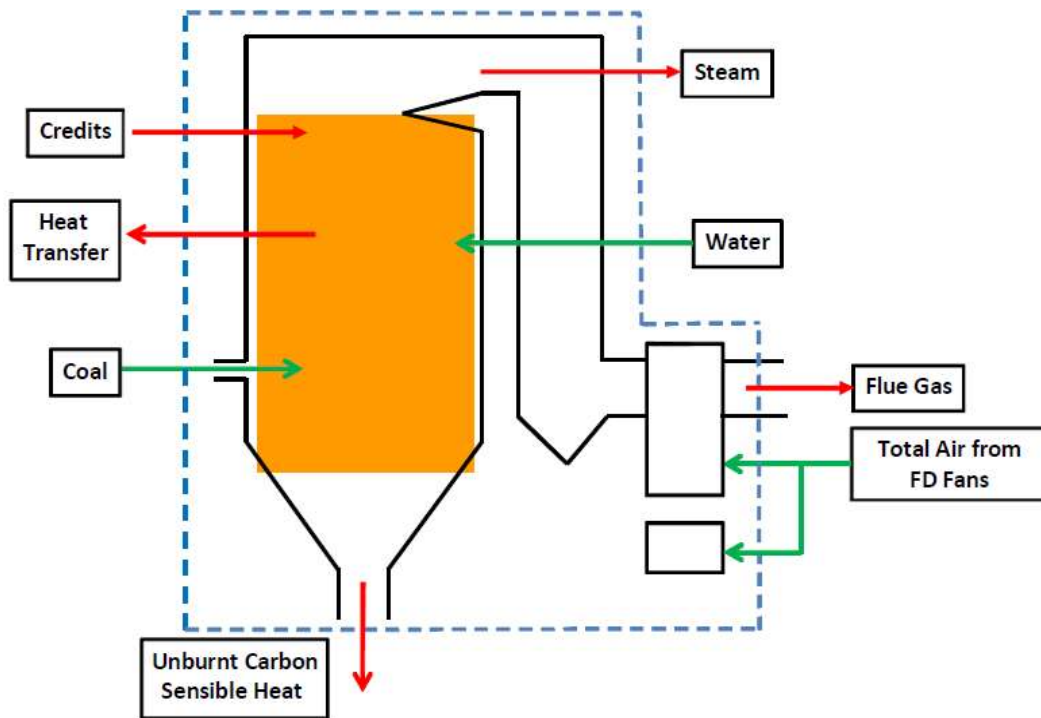 Steam
Credits
Heat
Transfer
Water
Coal
Flue Gas
Total Air from
FD Fans
Unburnt Carbon
Sensible Heat